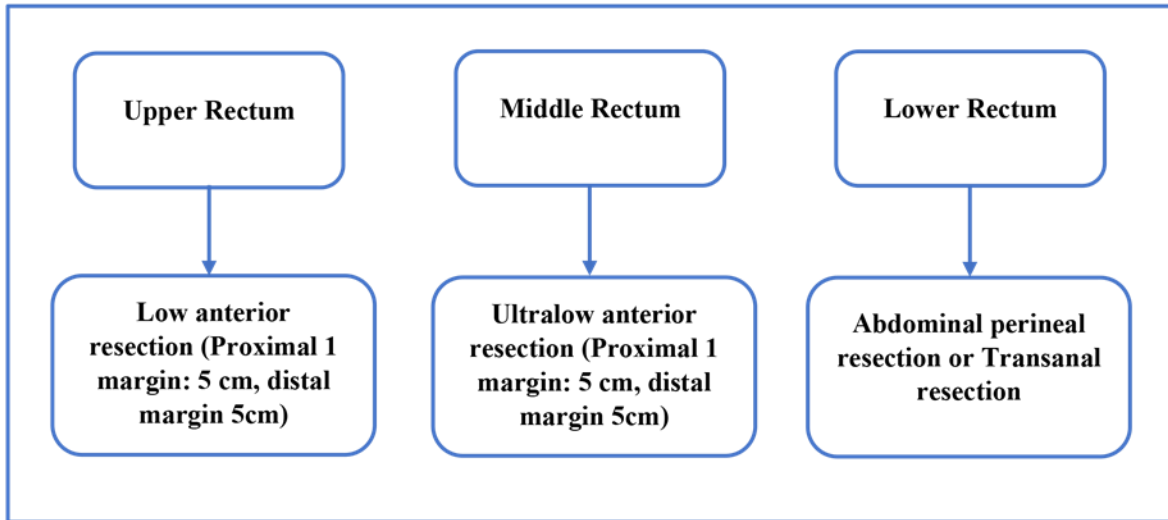 Upper Rectum
Middle Rectum
Lower Rectum
Low anterior
resection (Proximal 1
margin: 5 cm, distal
margin 5cm)
Ultralow anterior
resection (Proximal 1
margin: 5 cm, distal
margin 5cm)
Abdominal perineal
resection or Transanal
resection